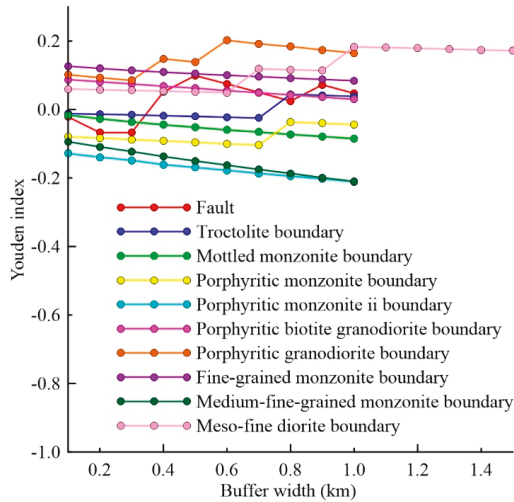 0.2
0.0
-0.2
-0.4
-0.6
-0.8
-1.0
Youden index
Fault
Troctolite boundary
Mottled monzonite boundary
Porphyritic monzonite boundary
Porphyritic monzonite ii boundary
Porphyritic biotite granodiorite boundary
Porphyritic granodiorite boundary
Fine-grained monzonite boundary
Medium-fine-grained monzonite boundary
Meso-fine diorite boundary
0.2 0.4 0.6 0.8 1.0 1.2 1.4
Buffer width (km)